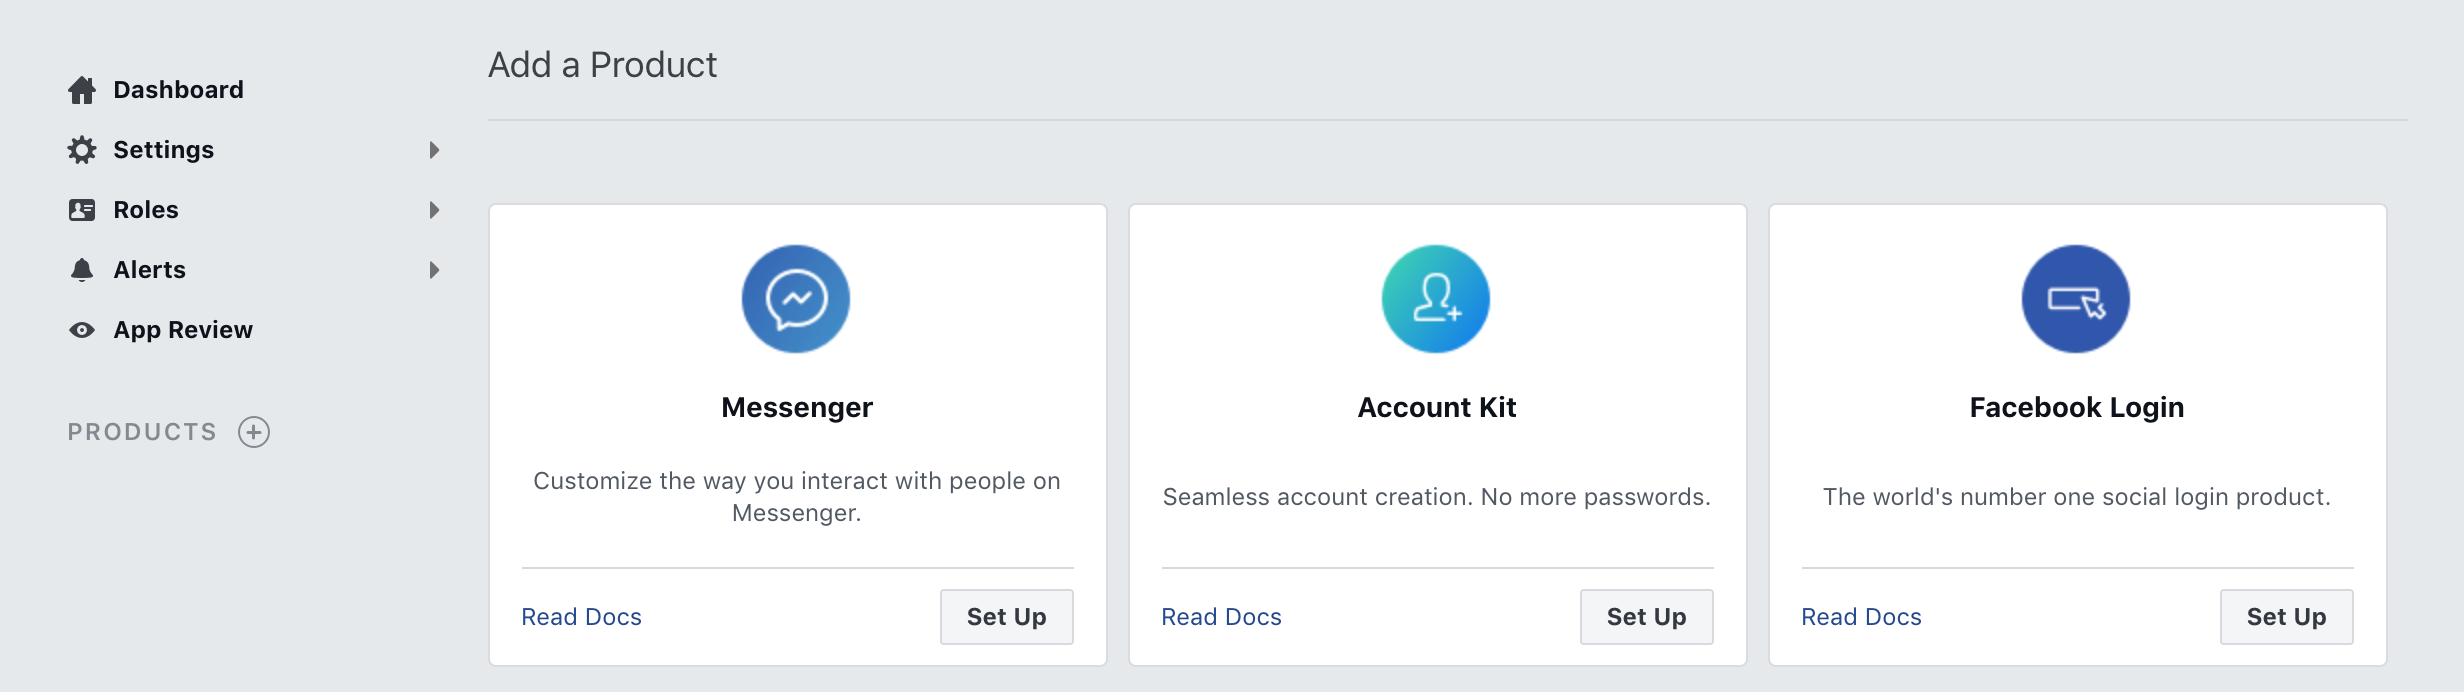 Dashboard
Settings
Roles
Alerts
App Review
PRODUCTS
Add a Product
Messenger
Customize the way you interact with people on
Messenger.
Read Docs
Set Up
Account Kit
Seamless account creation. No more passwords.
Read Docs
Set Up
Facebook Login
The world's number one social login product.
Read Docs
Set Up